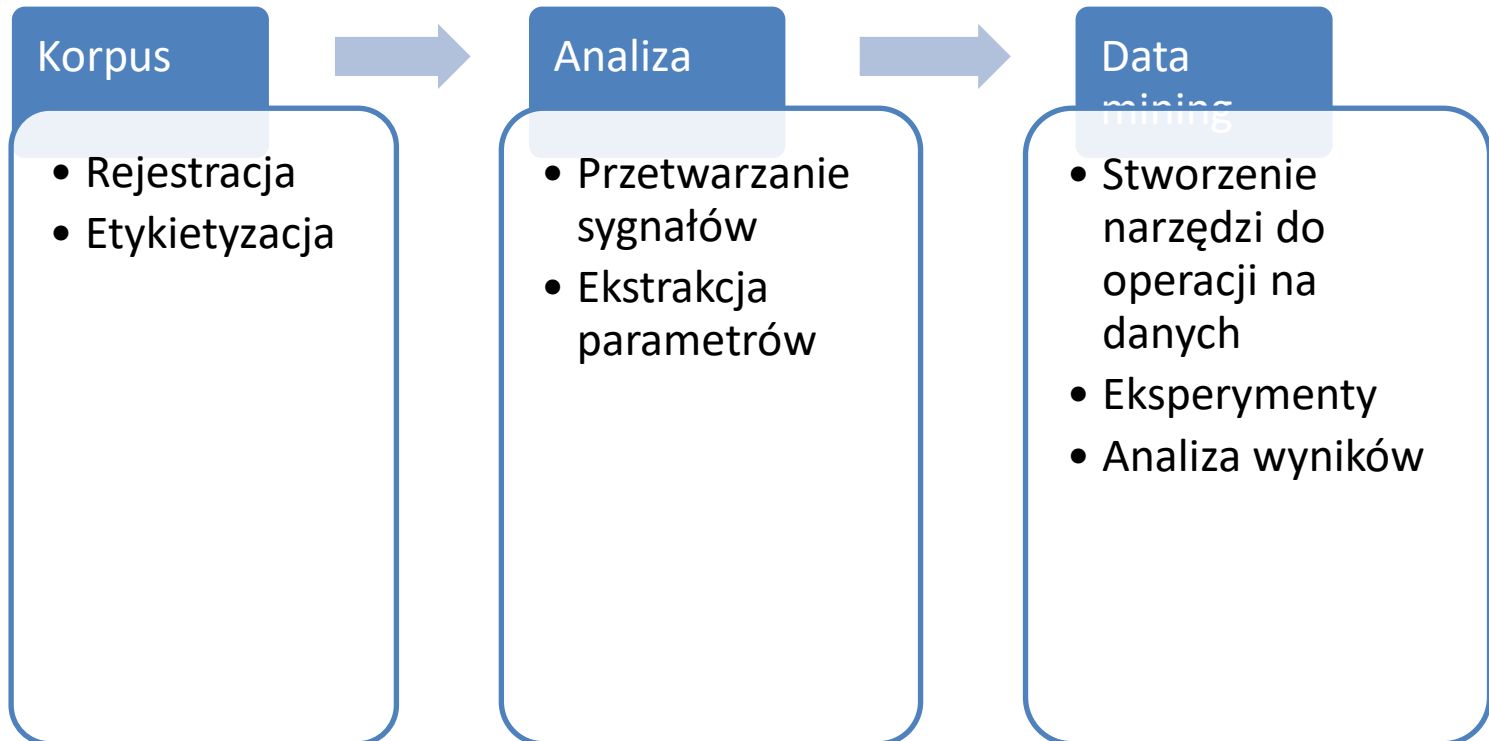 Korpus
• Rejestracja
• Etykietyzacja
Analiza
• Przetwarzanie
sygnałów
• Ekstrakcja
parametrów
Data
mining
• Stworzenie
narzędzi do
operacji na
danych
• Eksperymenty
• Analiza wyników